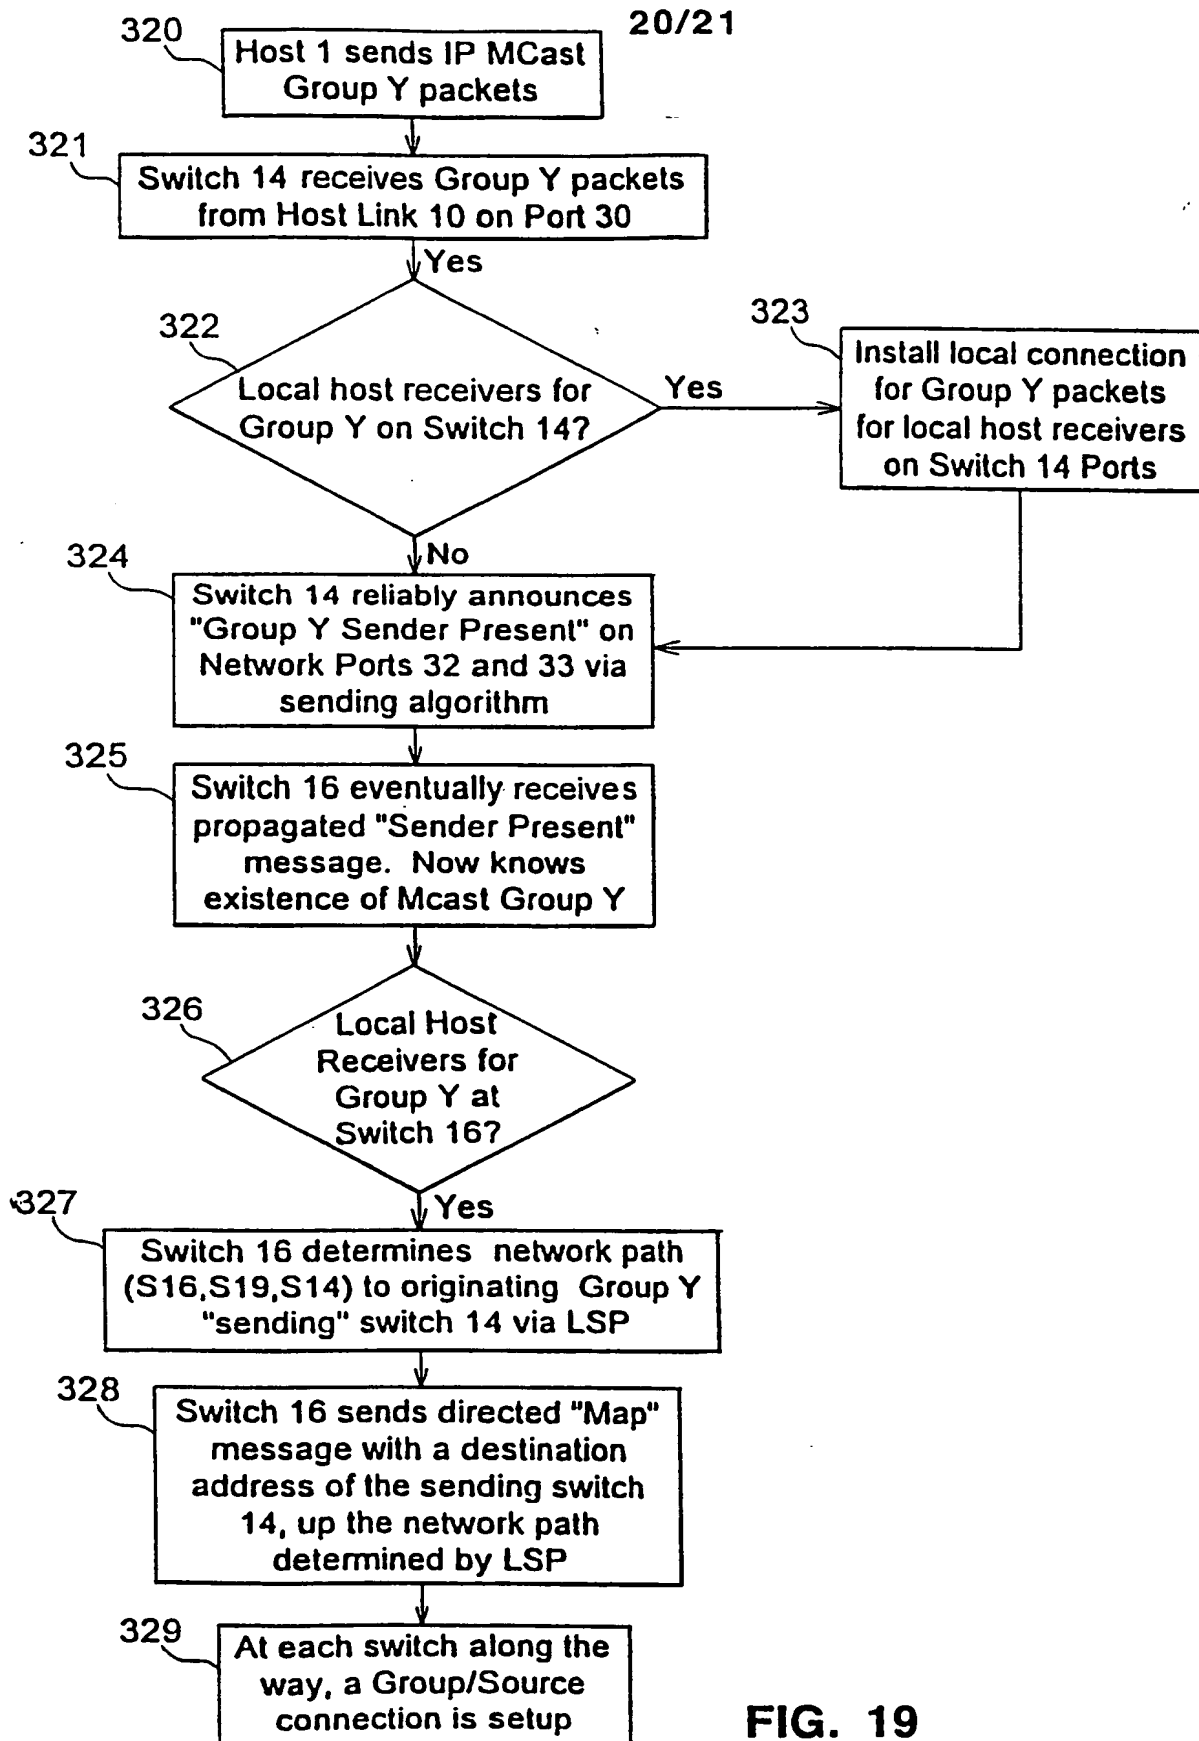 20/21
320
Host 1 sends IP MCast
Group Y packets
321
Switch 14 receives Group Y packets
from Host Link 10 on Port 30
Yes
322
Local host receivers for
Group Y on Switch 14?
Yes
323
Install local connection
for Group Y packets
for local host receivers
on Switch 14 Ports
No
324
Switch 14 reliably announces
"Group Y Sender Present" on
Network Ports 32 and 33 via
sending algorithm
325
Switch 16 eventually receives
propagated "Sender Present"
message. Now knows
existence of Mcast Group Y
326
Local Host
Receivers for
Group Y at
Switch 16?
Yes
327
Switch 16 determines network path
(S16,S19,S14) to originating Group Y
"sending" switch 14 via LSP
328
Switch 16 sends directed "Map"
message with a destination
address of the sending switch
14, up the network path
determined by LSP
329
At each switch along the
way, a Group/Source
connection is setup
FIG. 19